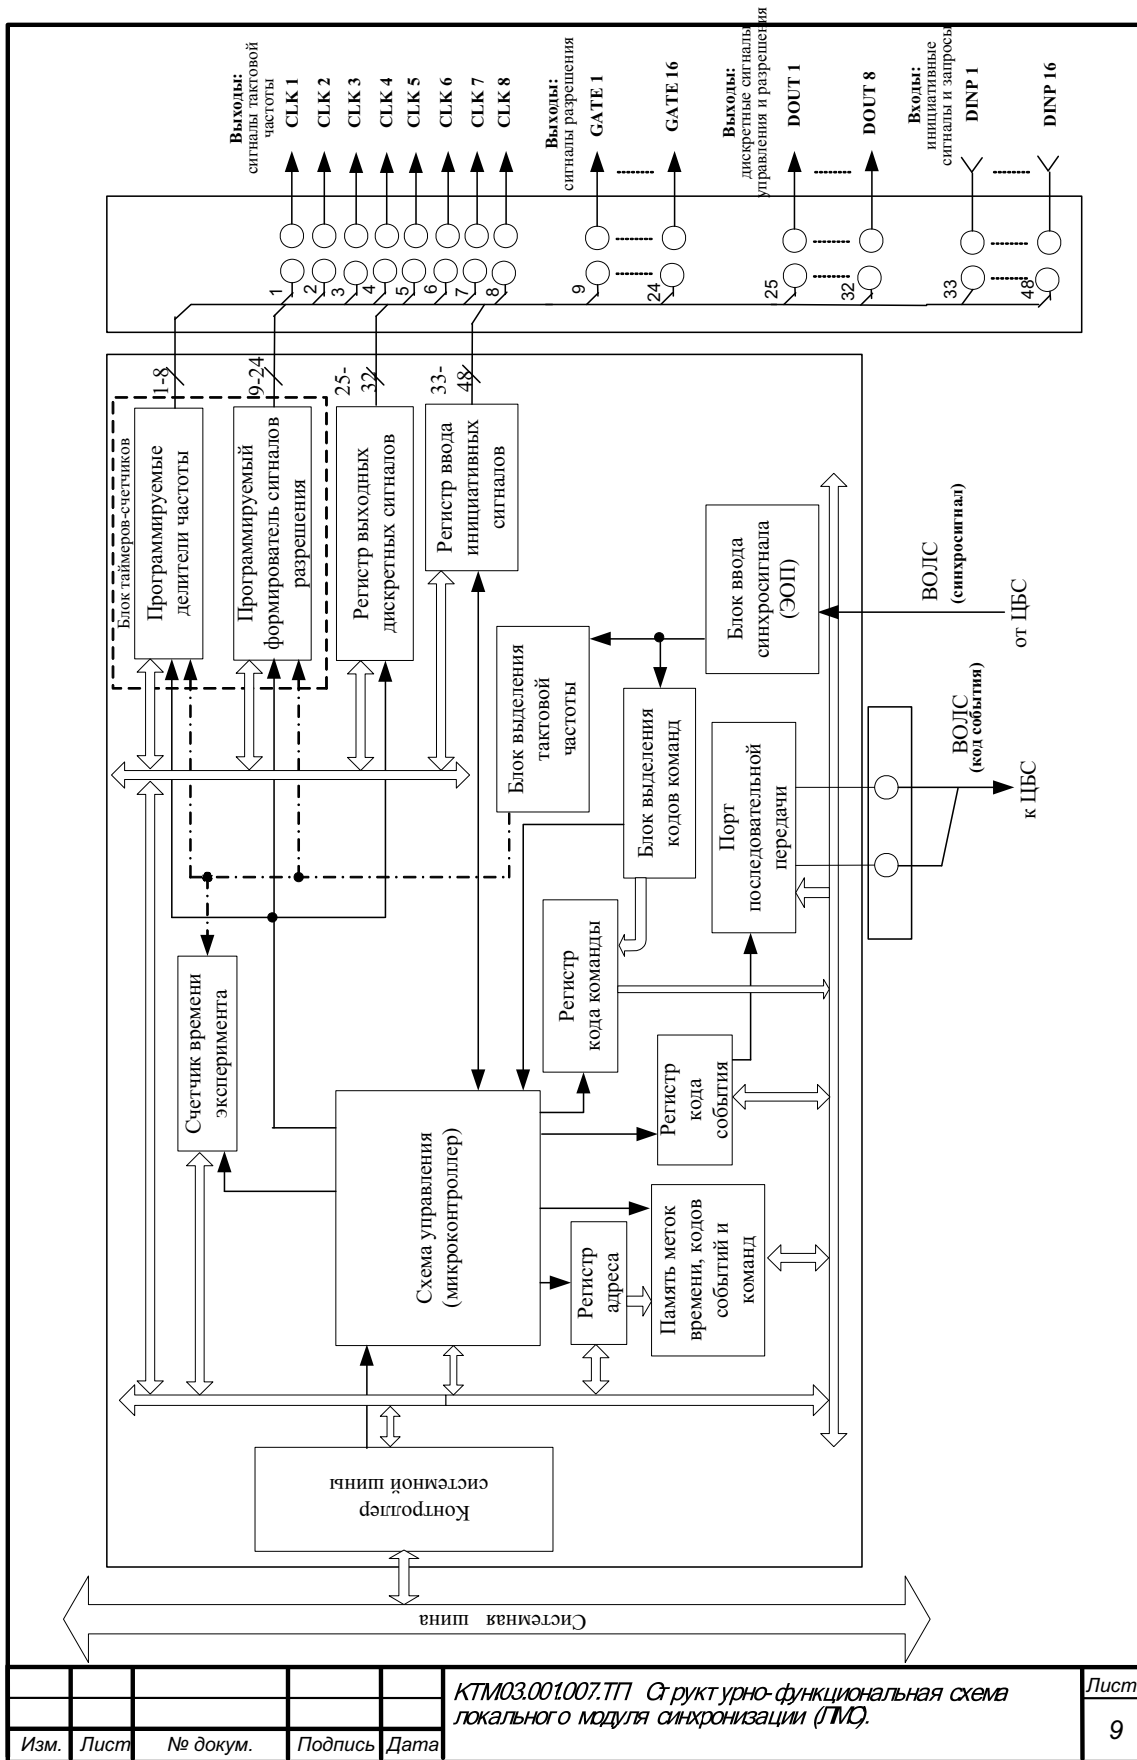 Выходы:
сигналы тактовой
частоты
CLK 1
CLK 2
CLK 3
CLK 4
CLK 5
CLK 6
CLK 7
CLK 8
Выходы:
сигналы разрешения
GATE 1
GATE 16
Выходы:
дискретные сигналы
управления и разрешения
DOUT 1
DOUT 8
Входы:
инициативные
сигналы и запросы
DINP 1
DINP 16
1
2
3
4
5
6
7
8
9
24
25
32
33
48
1-8
9-24
25-
32
33-
48
Блок таймеров-счетчиков
Программируемые
делители частоты
Программируемый
формирователь сигналов
разрешения
Регистр выходных
дискретных сигналов
Регистр ввода
инициативных
сигналов
Блок выделения
тактовой
частоты
Блок выделения
кодов команд
Блок ввода
синхросигнала
(ЭОП)
ВОЛС
(синхросигнал)
от ЦБС
Порт
последовательной
передачи
ВОЛС
(код события)
к ЦБС
Счетчик времени
эксперимента
Регистр
кода команды
Регистр
кода
события
Схема управления
(микроконтроллер)
Регистр
адреса
Память меток
времени, кодов
событий и
команд
Контроллер
системной шины
Системная шина
КТМ03.001.007.ТП Структурно-функциональная схема
локального модуля синхронизации (ЛМС).
Лист
9
Изм. Лист № докум. Подпись Дата